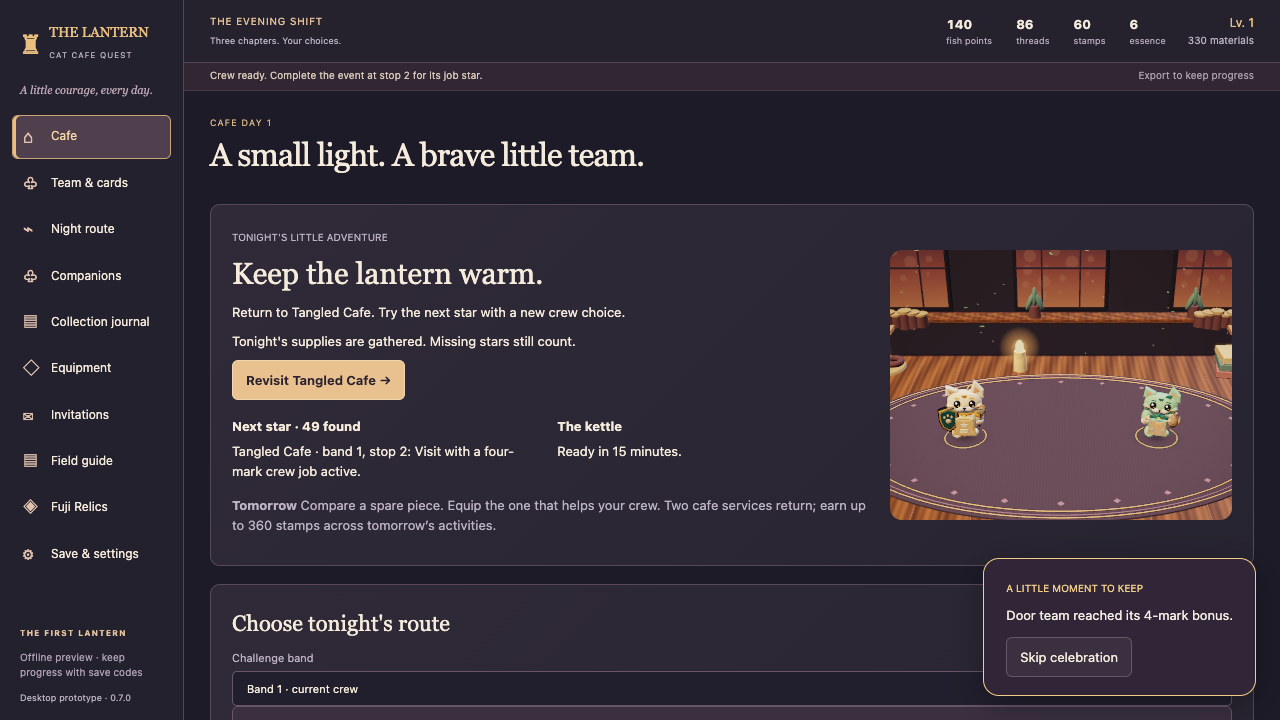 THE LANTERN
CAT CAFE QUEST
A little courage, every day.
Cafe
Team & cards
Night route
Companions
Collection journal
Equipment
Invitations
Field guide
Fuji Relics
Save & settings
THE FIRST LANTERN
Offline preview · keep
progress with save codes
Desktop prototype · 0.7.0
THE EVENING SHIFT
Three chapters. Your choices.
140
fish points
86
threads
60
stamps
6
essence
Lv. 1
330 materials
Crew ready. Complete the event at stop 2 for its job star.
Export to keep progress
CAFE DAY 1
A small light. A brave little team.
TONIGHT'S LITTLE ADVENTURE
Keep the lantern warm.
Return to Tangled Cafe. Try the next star with a new crew choice.
Tonight's supplies are gathered. Missing stars still count.
Revisit Tangled Cafe →
Next star · 49 found
Tangled Cafe · band 1, stop 2: Visit with a four-
mark crew job active.
The kettle
Ready in 15 minutes.
Tomorrow Compare a spare piece. Equip the one that helps your crew. Two cafe services return; earn up
to 360 stamps across tomorrow’s activities.
Choose tonight's route
Challenge band
Band 1 · current crew
A LITTLE MOMENT TO KEEP
Door team reached its 4-mark bonus.
Skip celebration